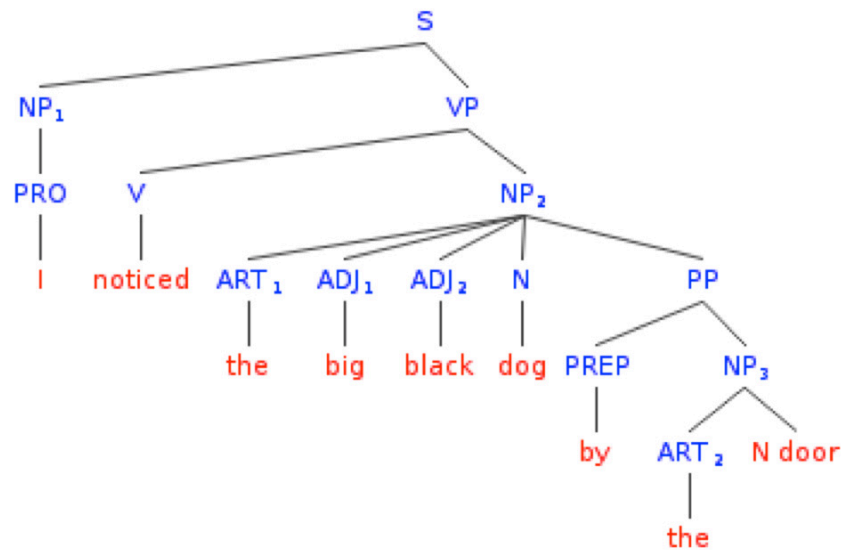 S
NP₁ VP
PRO V NP₂
I noticed ART₁ ADJ₁ ADJ₂ N PP
the big black dog PREP NP₃
by ART₂ N door
the